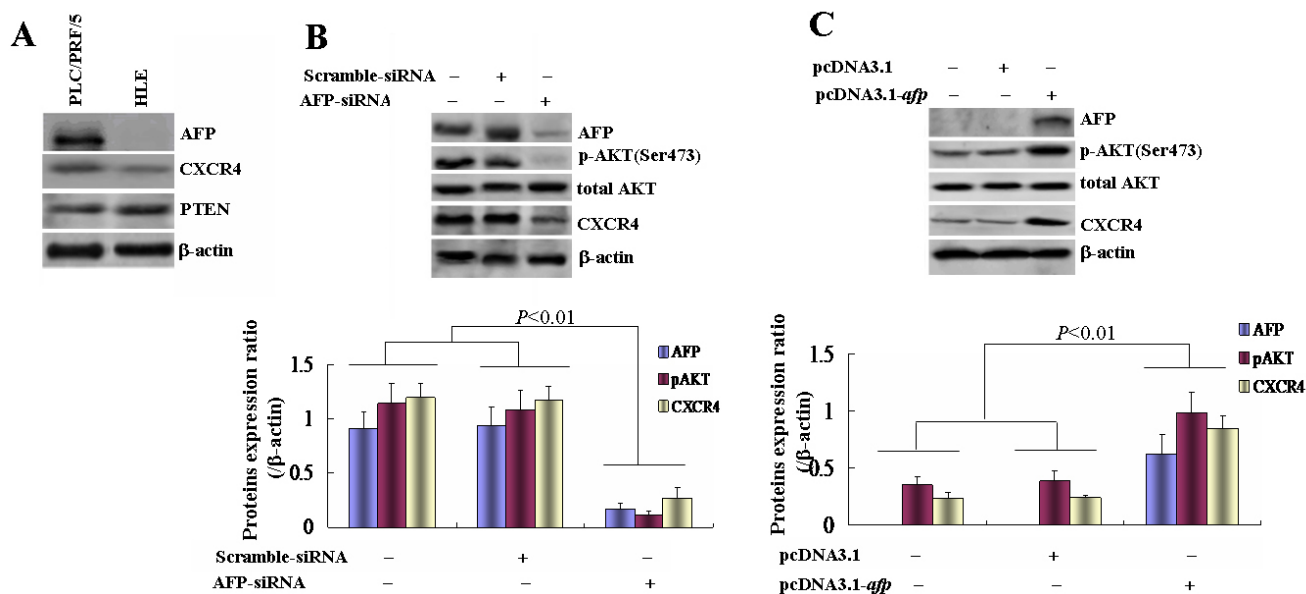 A
PLC/PRF/5
HLE
AFP
CXCR4
PTEN
β-actin
B
Scramble-siRNA – + –
AFP-siRNA – – +
AFP
p-AKT(Ser473)
total AKT
CXCR4
β-actin
P<0.01
Proteins expression ratio
(/β-actin)
1.5
1
0.5
0
AFP
pAKT
CXCR4
Scramble-siRNA – + –
AFP-siRNA – – +
C
pcDNA3.1 – + –
pcDNA3.1-afp – – +
AFP
p-AKT(Ser473)
total AKT
CXCR4
β-actin
P<0.01
Proteins expression ratio
(/β-actin)
1.5
1
0.5
0
AFP
pAKT
CXCR4
pcDNA3.1 – + –
pcDNA3.1-afp – – +